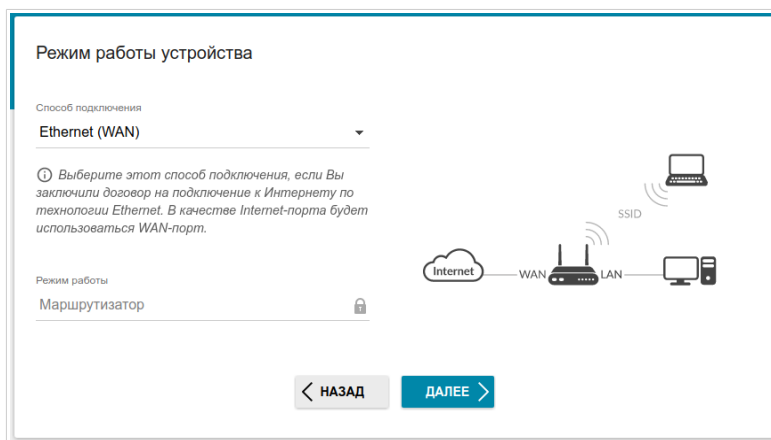 Режим работы устройства
Способ подключения
Ethernet (WAN)
Выберите этот способ подключения, если Вы
заключили договор на подключение к Интернету по
технологии Ethernet. В качестве Internet-порта будет
использоваться WAN-порт.
SSID
Internet
WAN
LAN
Режим работы
Маршрутизатор
НАЗАД
ДАЛЕЕ